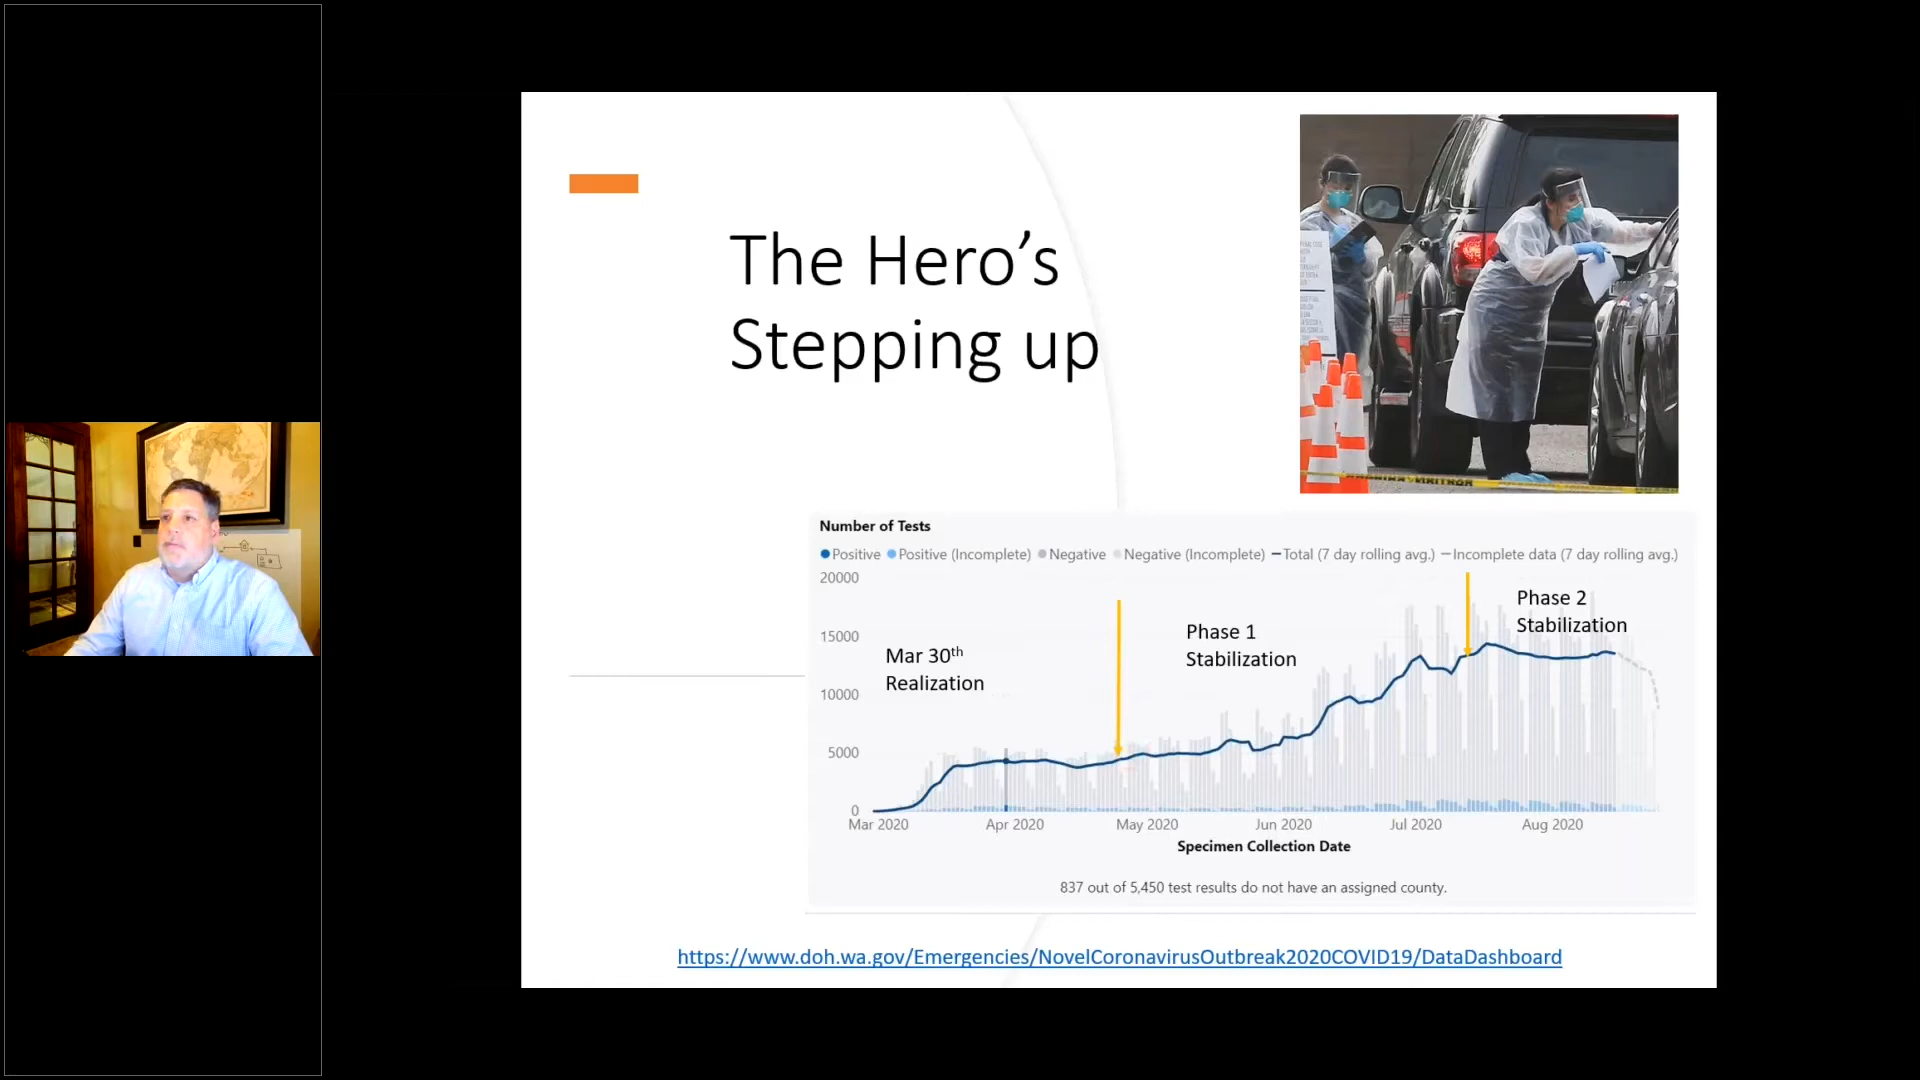 The Hero’s
Stepping up
Number of Tests
Positive Positive (Incomplete) Negative Negative (Incomplete) Total (7 day rolling avg.) Incomplete data (7 day rolling avg.)
20000
15000
10000
5000
0
Mar 30th
Realization
Phase 1
Stabilization
Phase 2
Stabilization
Mar 2020 Apr 2020 May 2020 Jun 2020 Jul 2020 Aug 2020
Specimen Collection Date
837 out of 5,450 test results do not have an assigned county.
https://www.doh.wa.gov/Emergencies/NovelCoronavirusOutbreak2020COVID19/DataDashboard